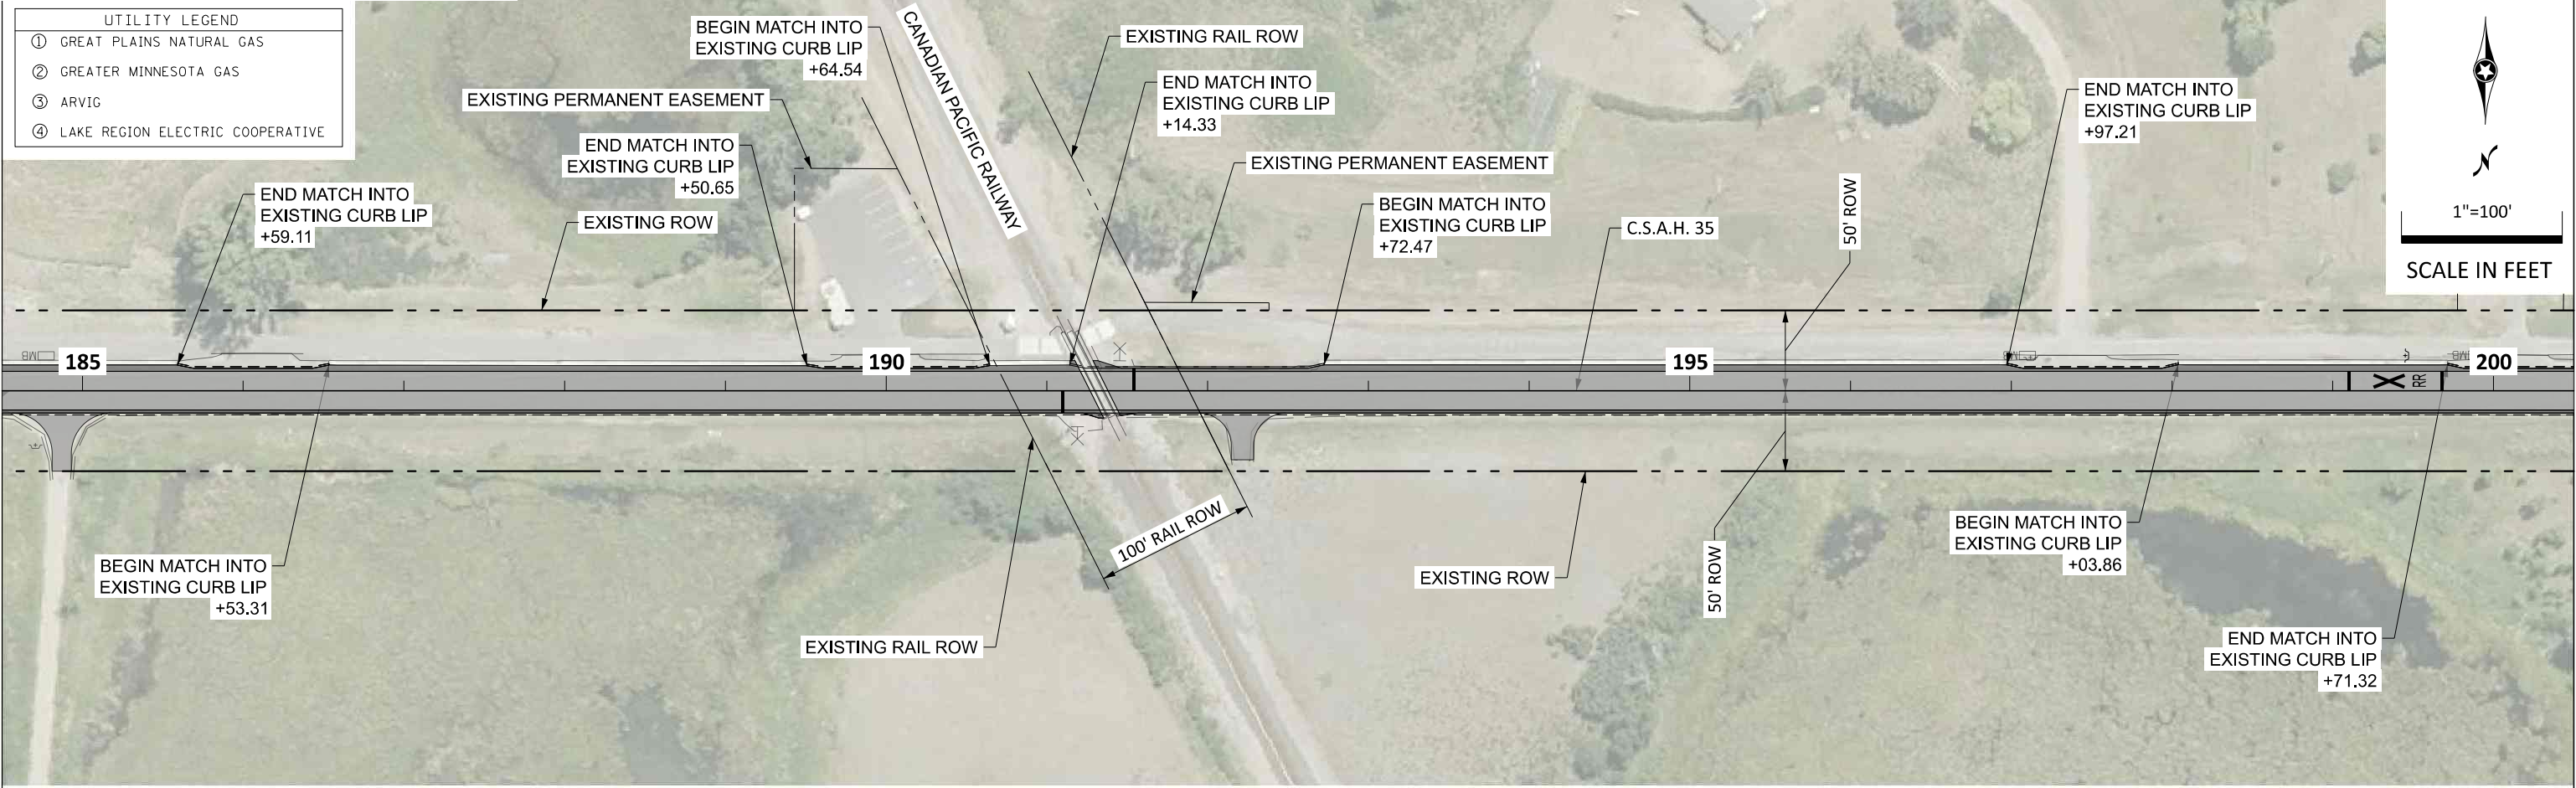 UTILITY LEGEND
① GREAT PLAINS NATURAL GAS
② GREATER MINNESOTA GAS
③ ARVIG
④ LAKE REGION ELECTRIC COOPERATIVE
END MATCH INTO
EXISTING CURB LIP
+59.11
EXISTING ROW
EXISTING PERMANENT EASEMENT
END MATCH INTO
EXISTING CURB LIP
+50.65
BEGIN MATCH INTO
EXISTING CURB LIP
+64.54
CANADIAN PACIFIC RAILWAY
EXISTING RAIL ROW
END MATCH INTO
EXISTING CURB LIP
+14.33
EXISTING PERMANENT EASEMENT
BEGIN MATCH INTO
EXISTING CURB LIP
+72.47
C.S.A.H. 35
50' ROW
END MATCH INTO
EXISTING CURB LIP
+97.21
N
1"=100'
SCALE IN FEET
MB
185
190
195
MB
MB
200
RR
BEGIN MATCH INTO
EXISTING CURB LIP
+53.31
EXISTING RAIL ROW
100' RAIL ROW
EXISTING ROW
50' ROW
BEGIN MATCH INTO
EXISTING CURB LIP
+03.86
END MATCH INTO
EXISTING CURB LIP
+71.32